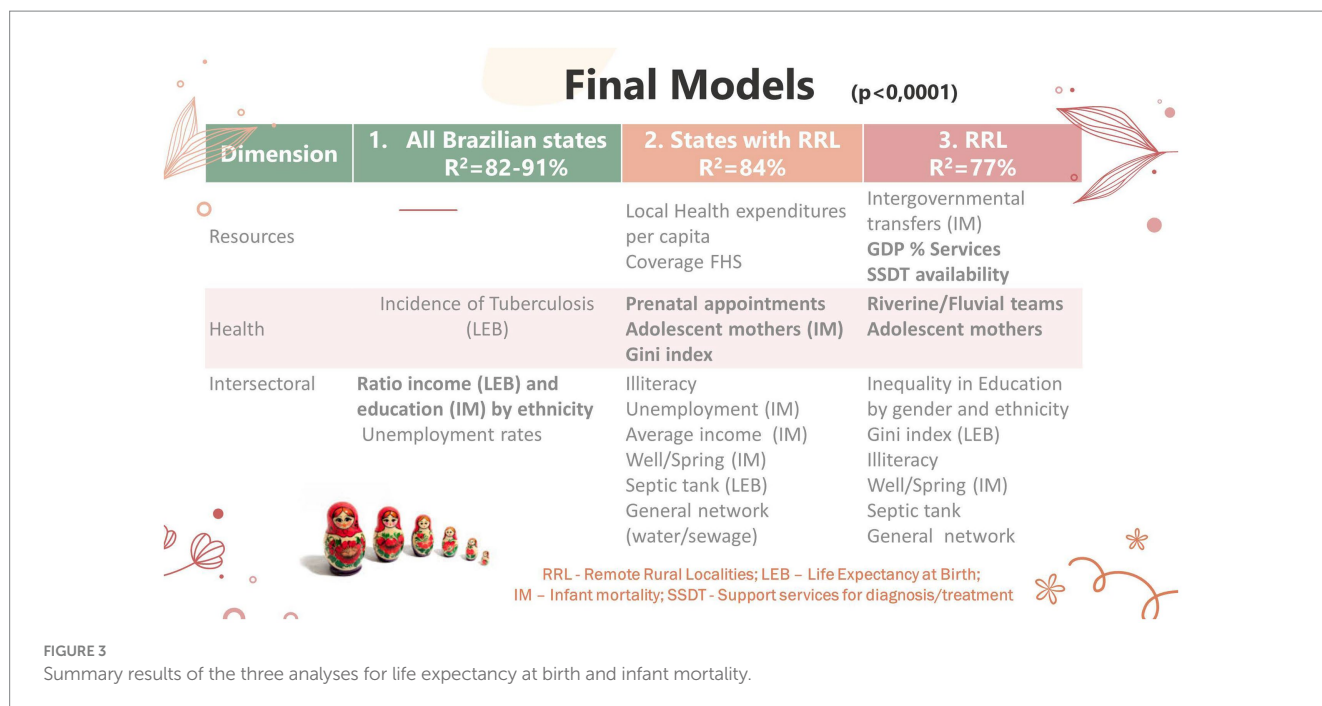 Final Models (p<0,0001)
Dimension
1. All Brazilian states
R²=82-91%
2. States with RRL
R²=84%
3. RRL
R²=77%
Resources
Local Health expenditures
per capita
Coverage FHS
Intergovernmental
transfers (IM)
GDP % Services
SSDT availability
Health
Incidence of Tuberculosis
(LEB)
Prenatal appointments
Adolescent mothers (IM)
Gini index
Riverine/Fluvial teams
Adolescent mothers
Intersectoral
Ratio income (LEB) and
education (IM) by ethnicity
Unemployment rates
Illiteracy
Unemployment (IM)
Average income (IM)
Well/Spring (IM)
Septic tank (LEB)
General network
(water/sewage)
Inequality in Education
by gender and ethnicity
Gini index (LEB)
Illiteracy
Well/Spring (IM)
Septic tank
General network
RRL - Remote Rural Localities; LEB – Life Expectancy at Birth;
IM – Infant mortality; SSDT - Support services for diagnosis/treatment
FIGURE 3
Summary results of the three analyses for life expectancy at birth and infant mortality.